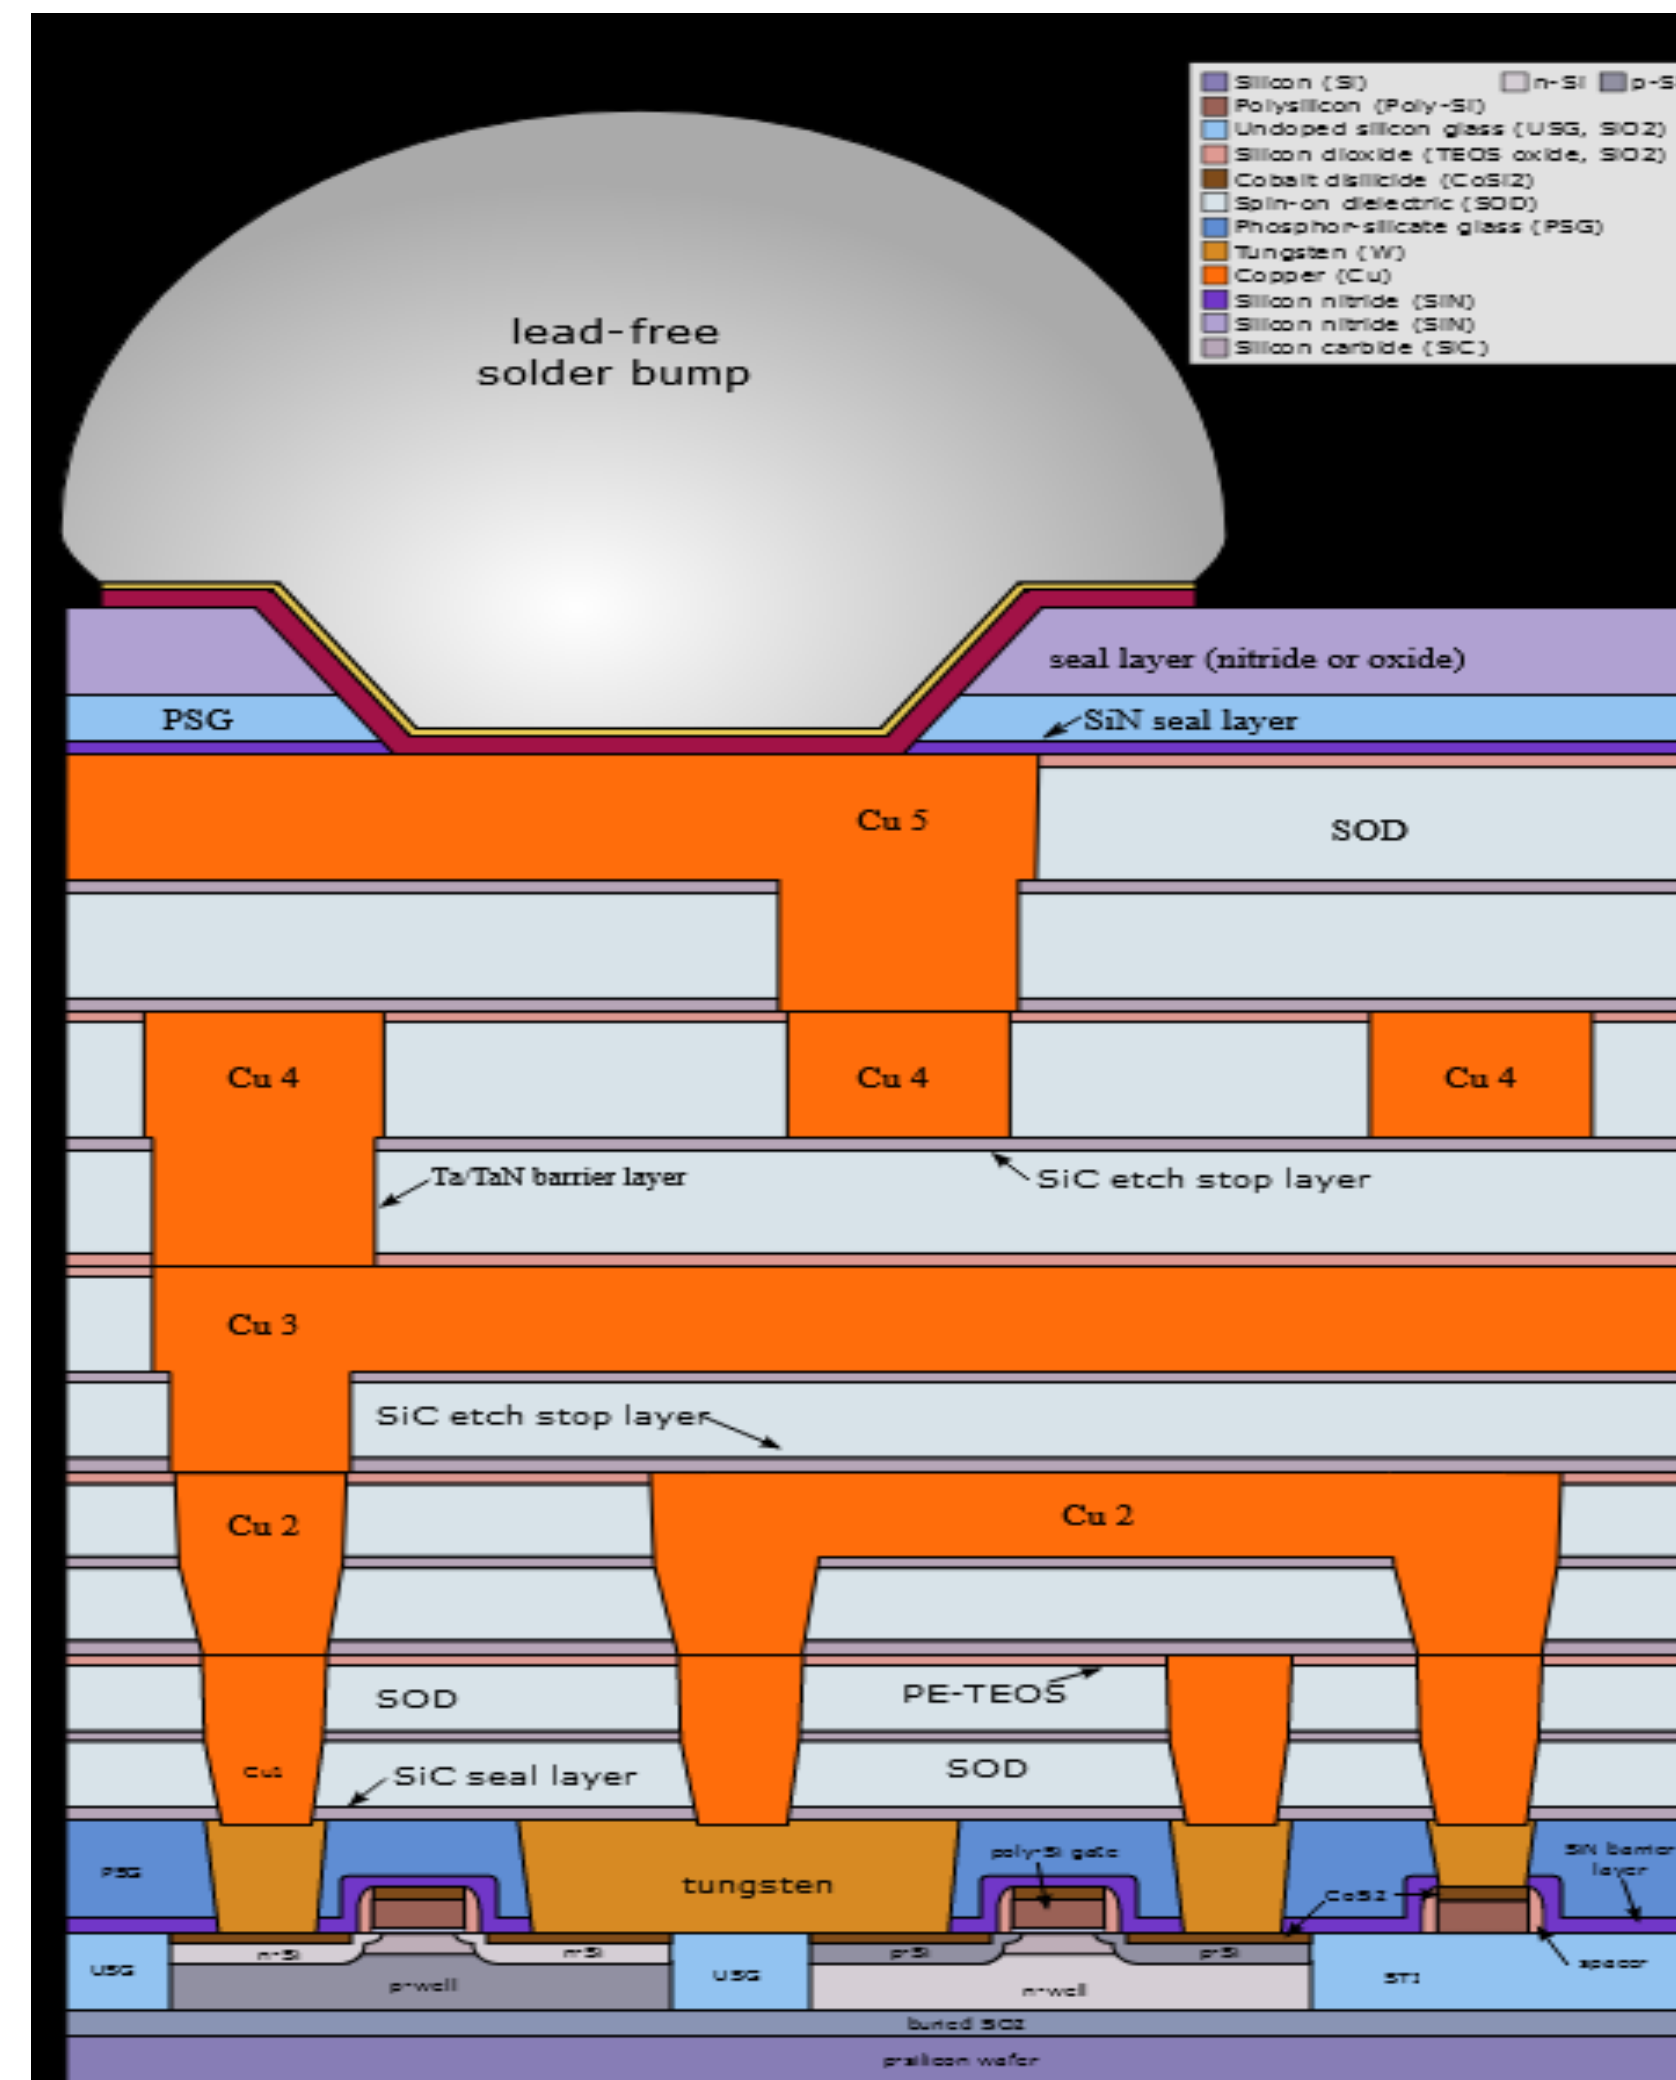 Silicon (Si) n-Si p-S
Polysilicon (Poly-Si)
Undoped silicon glass (USG, SiO2)
Silicon dioxide (TEOS oxide, SiO2)
Cobalt disilicide (CoSi2)
Spin-on dielectric (SOD)
Phosphor-silicate glass (PSG)
Tungsten (W)
Copper (Cu)
Silicon nitride (SiN)
Silicon nitride (SiN)
Silicon carbide (SiC)
lead-free
solder bump
seal layer (nitride or oxide)
PSG
SiN seal layer
Cu 5
SOD
Cu 4
Cu 4
Cu 4
Ta/TaN barrier layer
SiC etch stop layer
Cu 3
SiC etch stop layer
Cu 2
Cu 2
SOD
PE-TEOS
Cu1
SiC seal layer
SOD
PSG
tungsten
poly-Si gate
CoSi2
SiN barrier
layer
n-Si
n-Si
p-Si
p-Si
spacer
USG
p-well
USG
n-well
STI
buried SiO2
p-silicon wafer